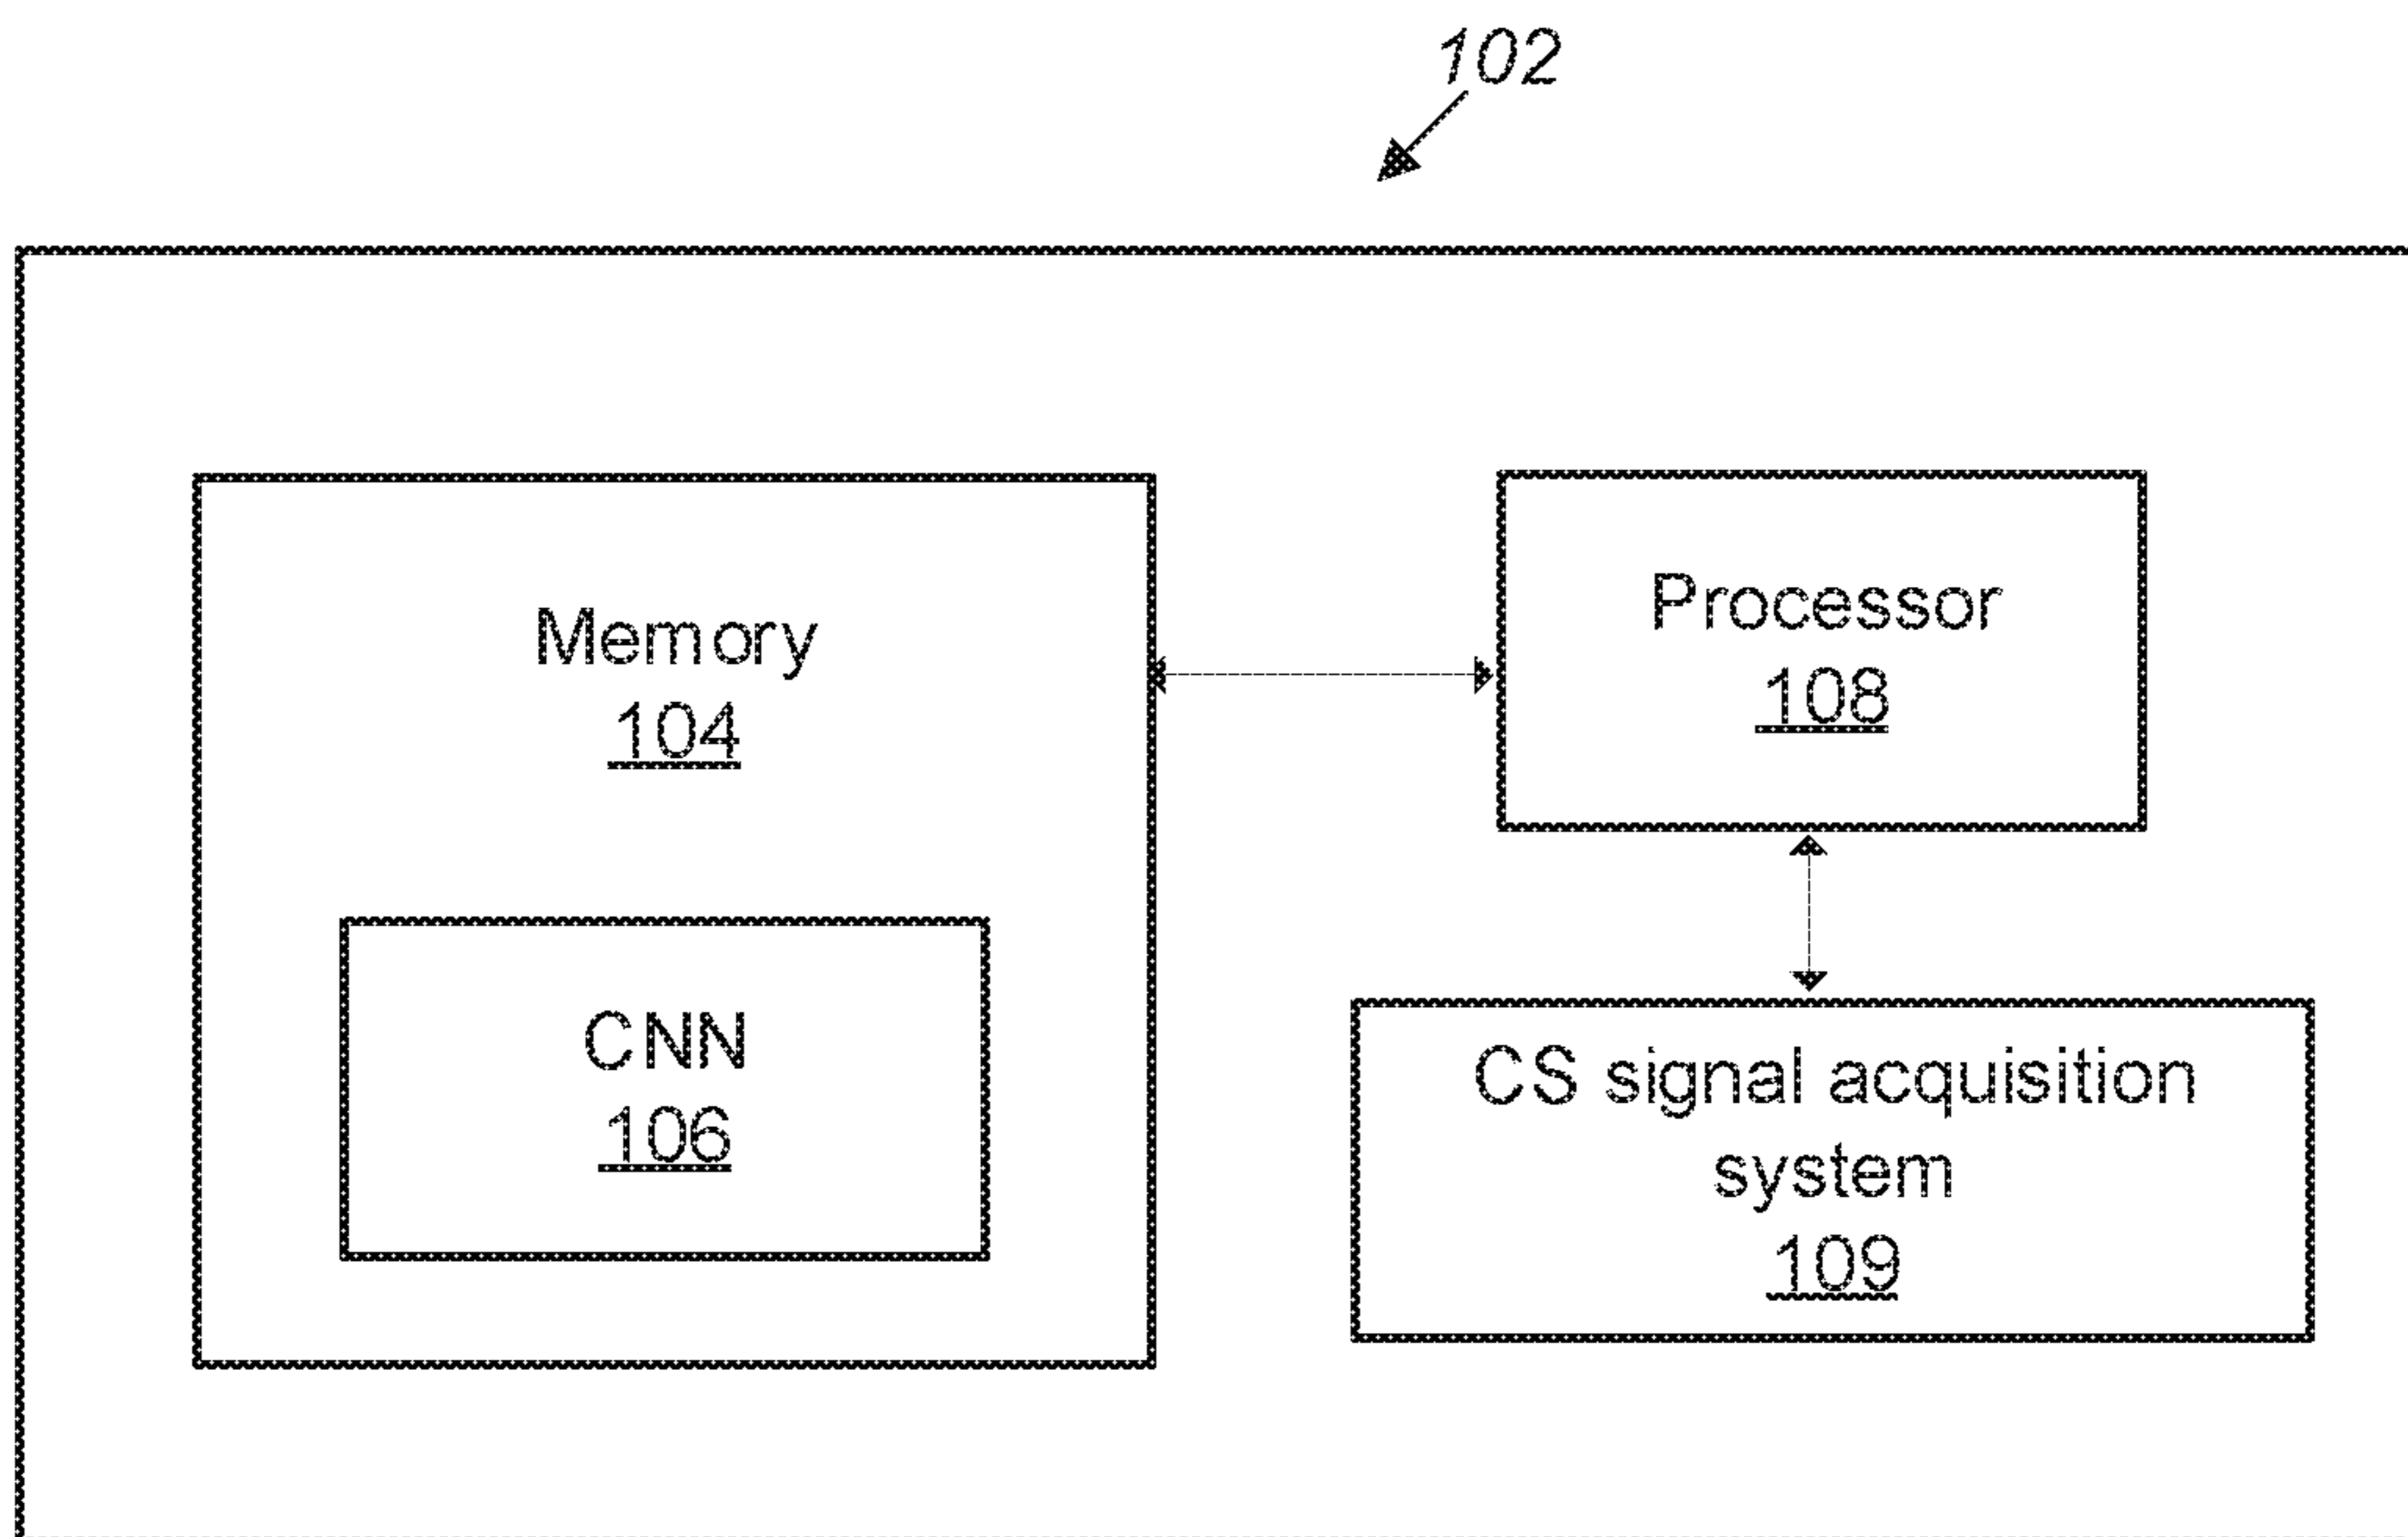 102
Memory
104
Processor
108
CNN
106
CS signal acquisition
system
109